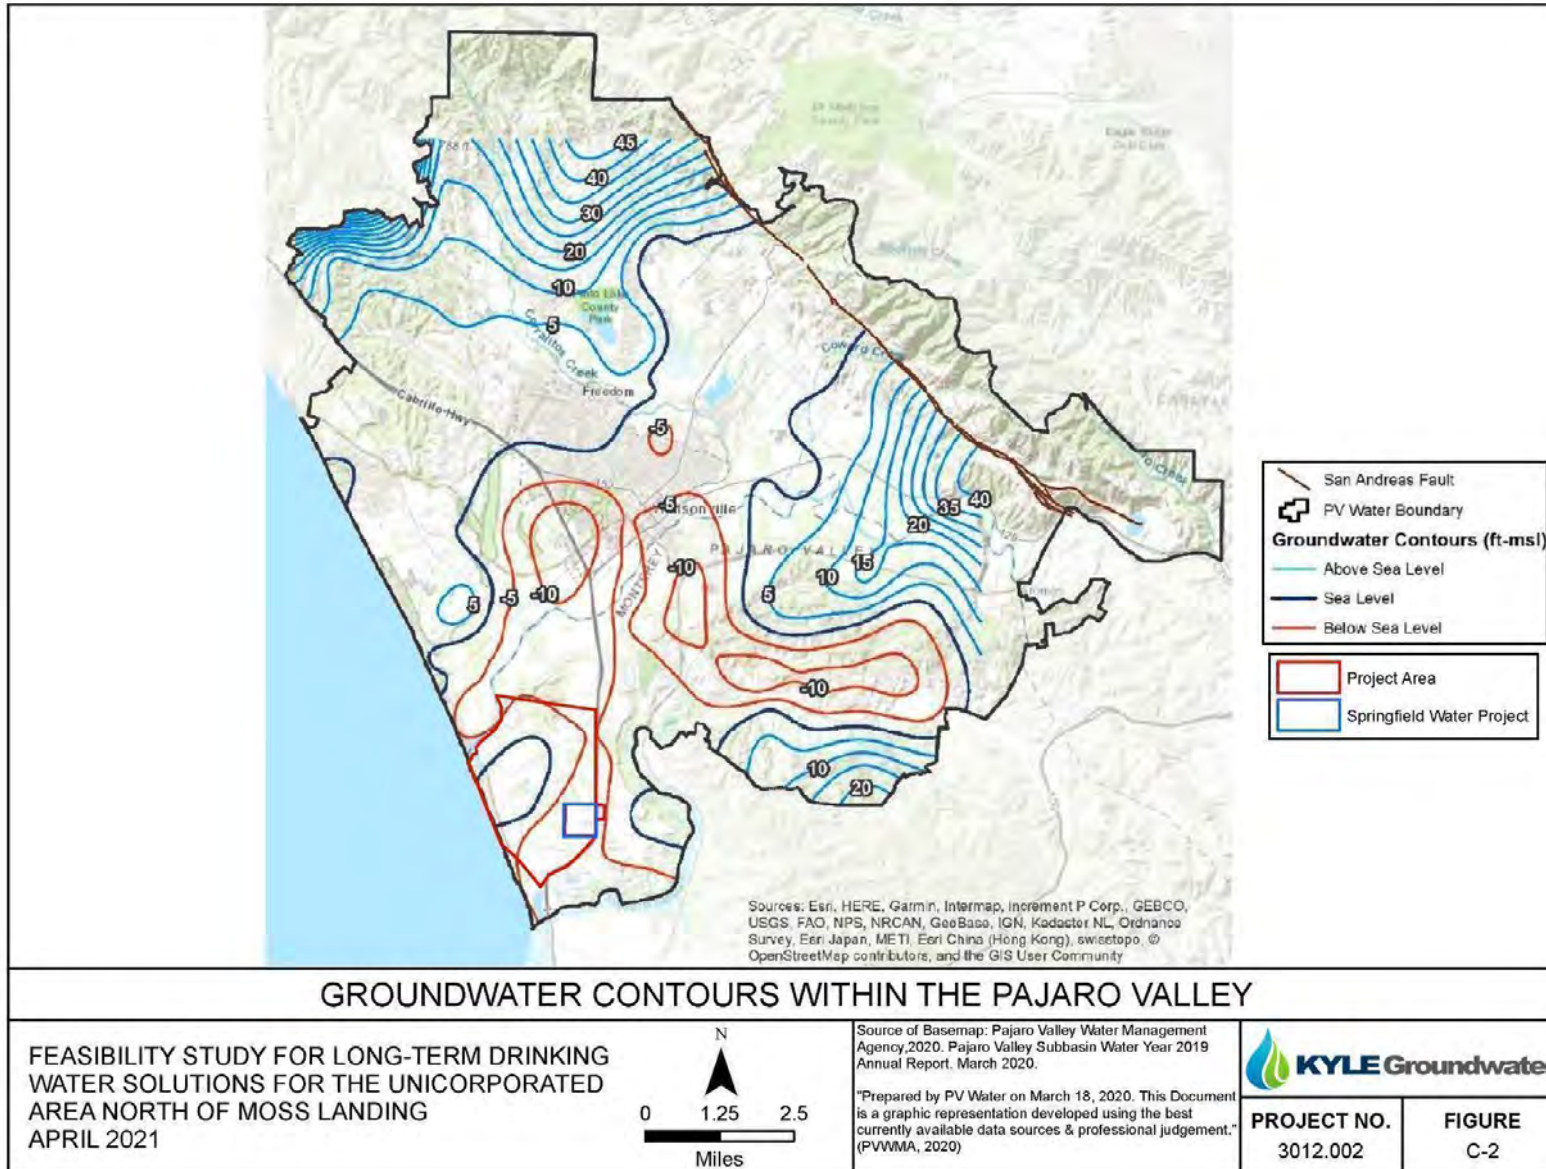 45
40
30
20
10
5
County
Park
Corralitos Creek
Freedom
Cabrillo Hwy
Coward Creek
-5
-5
5
-5
-10
MONTEREY
PAJARO VALLEY
-10
5
10
15
20
35
40
129
-10
10
20
San Andreas Fault
PV Water Boundary
Groundwater Contours (ft-msl)
Above Sea Level
Sea Level
Below Sea Level
Project Area
Springfield Water Project
Sources: Esri, HERE, Garmin, Intermap, increment P Corp., GEBCO,
USGS, FAO, NPS, NRCAN, GeoBase, IGN, Kadaster NL, Ordnance
Survey, Esri Japan, METI, Esri China (Hong Kong), swisstopo, ©
OpenStreetMap contributors, and the GIS User Community
GROUNDWATER CONTOURS WITHIN THE PAJARO VALLEY
FEASIBILITY STUDY FOR LONG-TERM DRINKING
WATER SOLUTIONS FOR THE UNICORPORATED
AREA NORTH OF MOSS LANDING
APRIL 2021
N
0 1.25 2.5
Miles
Source of Basemap: Pajaro Valley Water Management
Agency,2020. Pajaro Valley Subbasin Water Year 2019
Annual Report. March 2020.
"Prepared by PV Water on March 18, 2020. This Document
is a graphic representation developed using the best
currently available data sources & professional judgement."
(PVWMA, 2020)
KYLE Groundwate
PROJECT NO.
3012.002
FIGURE
C-2